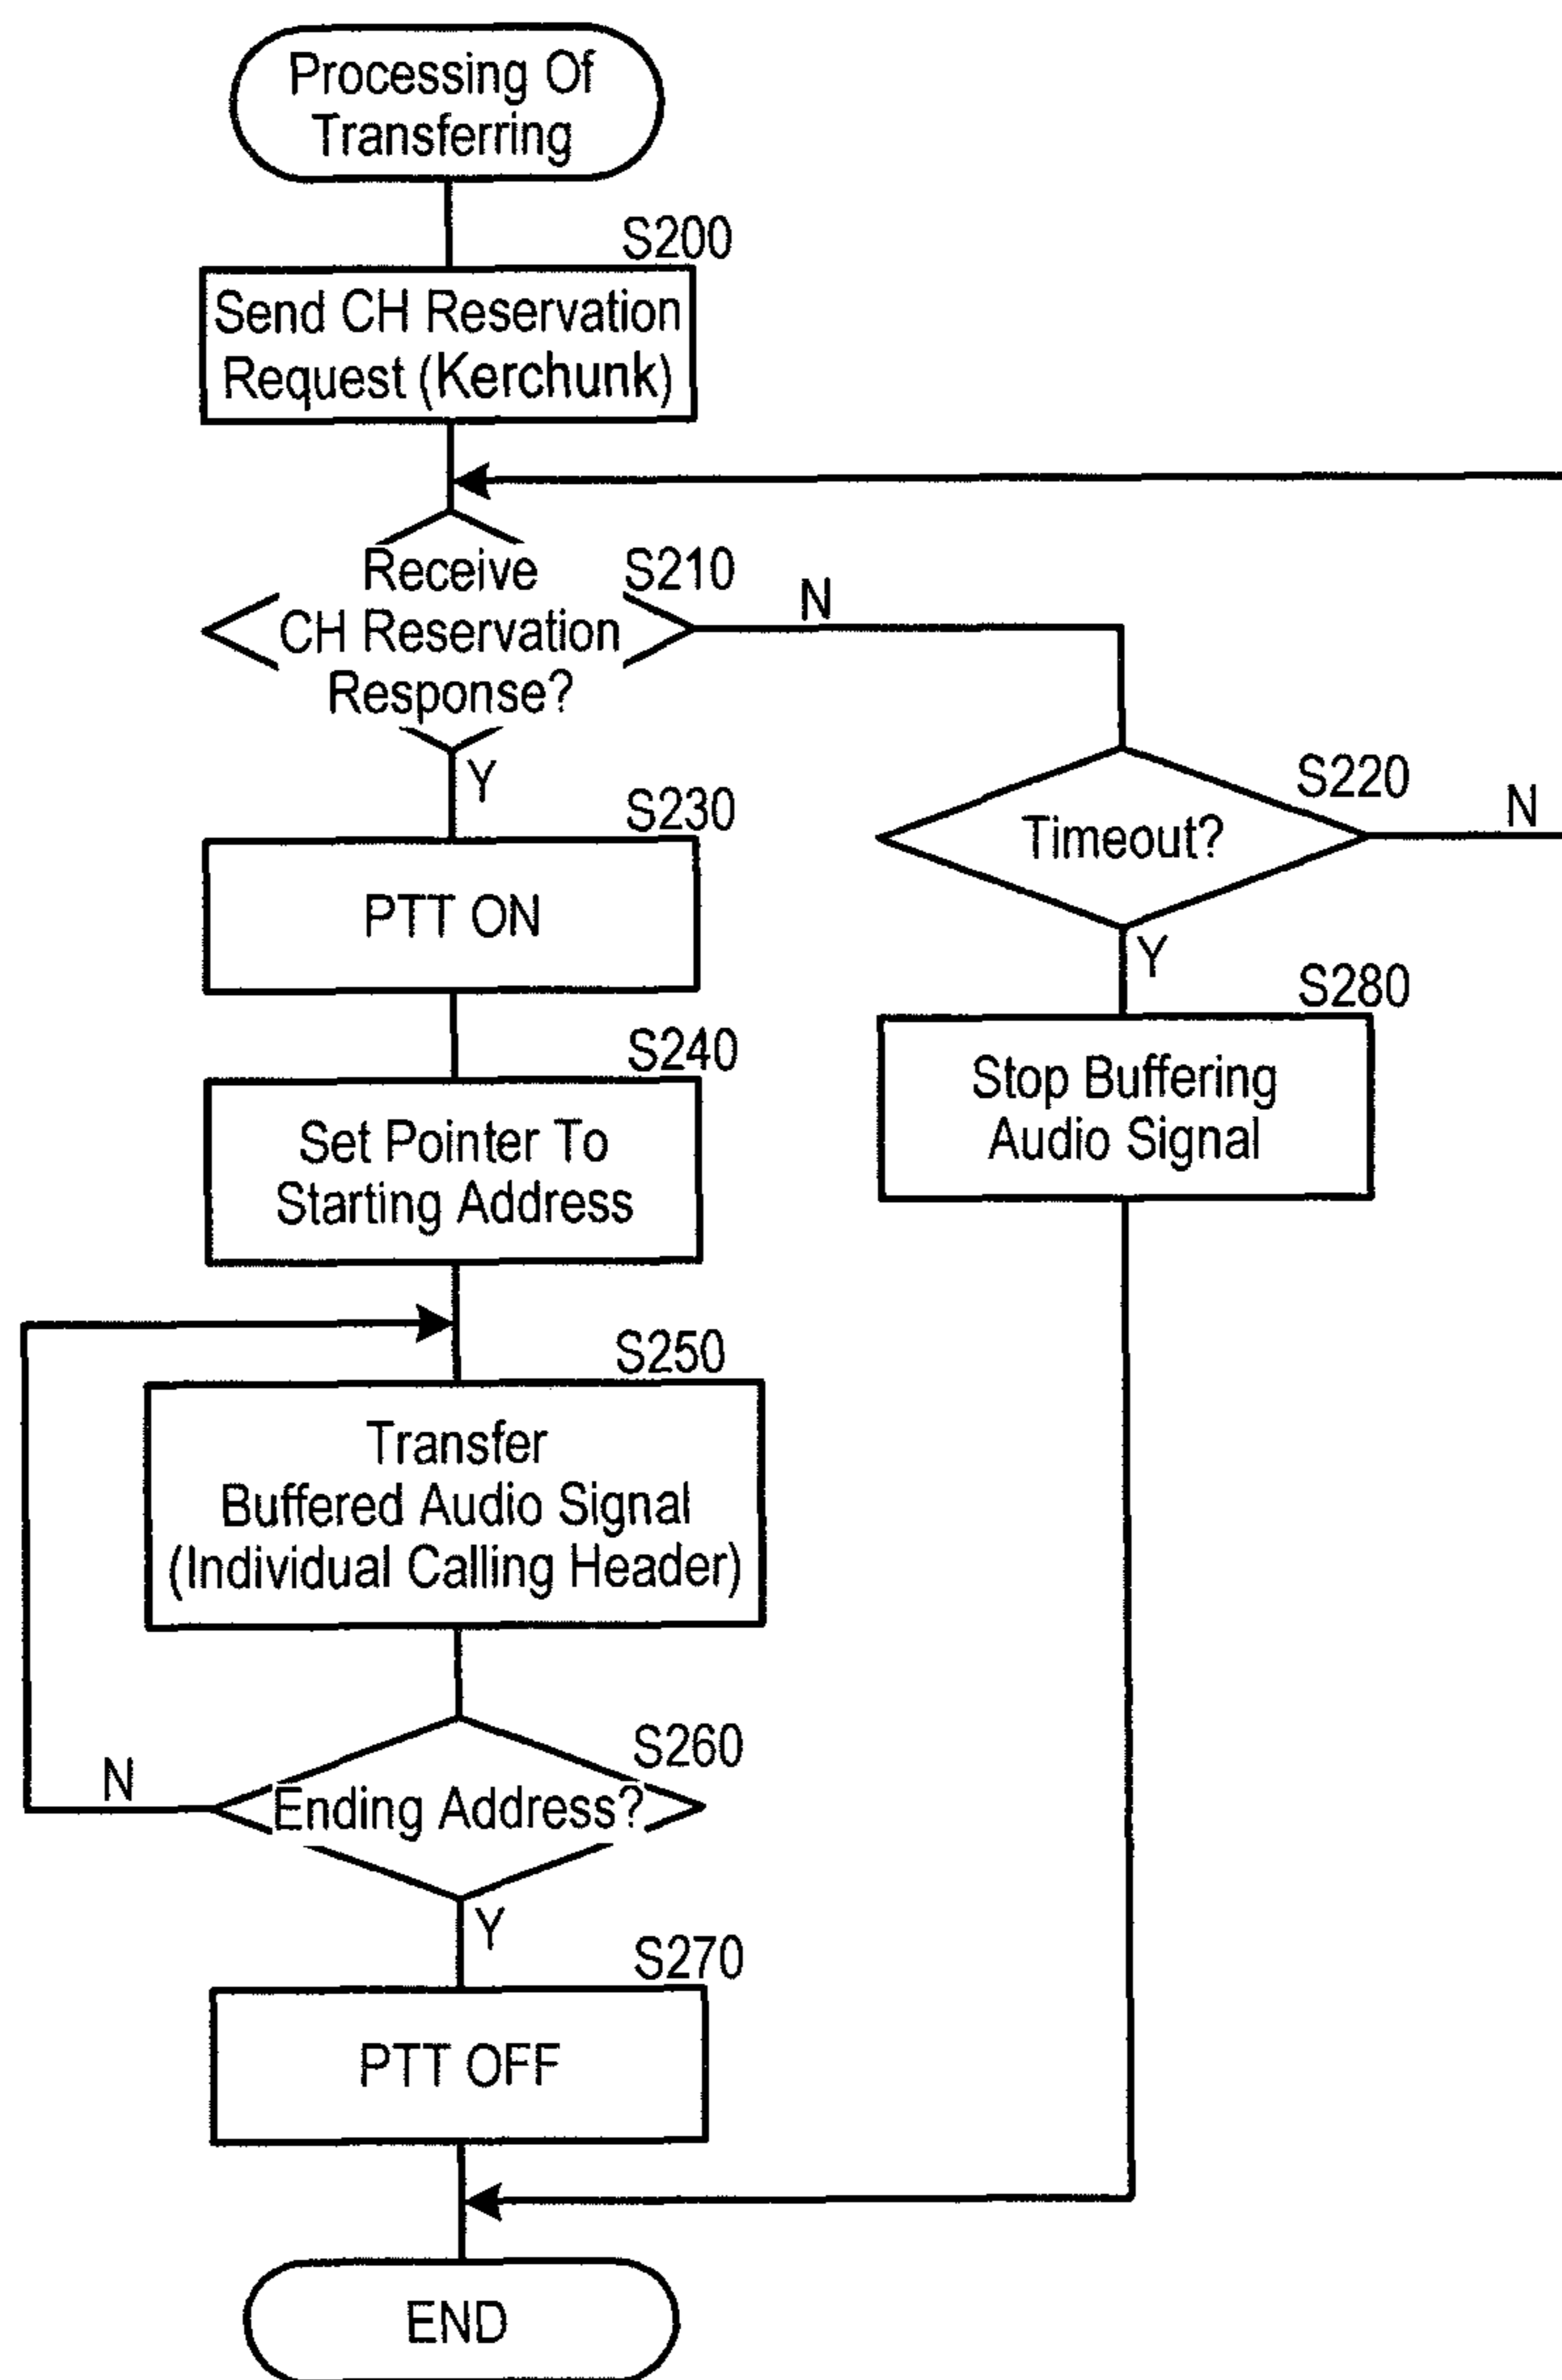 Processing Of
Transferring
S200
Send CH Reservation
Request (Kerchunk)
S210
Receive
CH Reservation
Response?
N
Y
S220
Timeout?
N
Y
S230
PTT ON
S280
Stop Buffering
Audio Signal
S240
Set Pointer To
Starting Address
S250
Transfer
Buffered Audio Signal
(Individual Calling Header)
S260
Ending Address?
N
Y
S270
PTT OFF
END